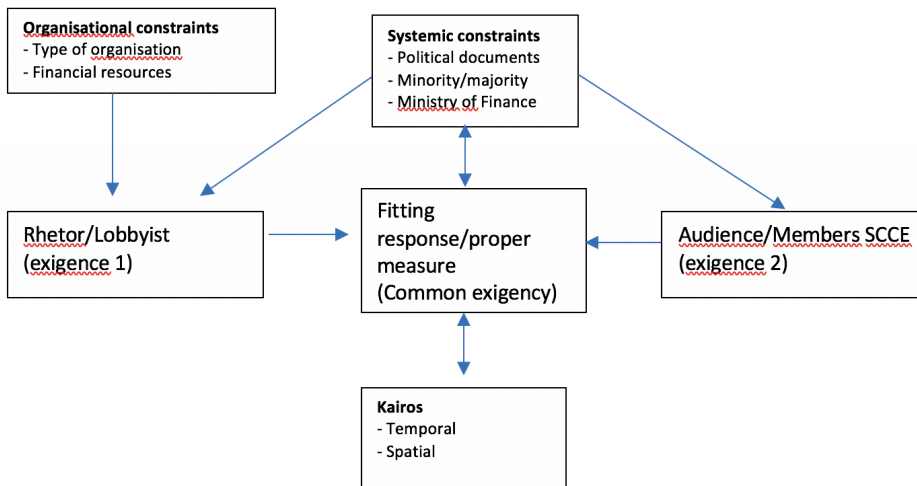 Organisational constraints
- Type of organisation
- Financial resources
Systemic constraints
- Political documents
- Minority/majority
- Ministry of Finance
Rhetor/Lobbyist
(exigence 1)
Fitting
response/proper
measure
(Common exigency)
Audience/Members SCCE
(exigence 2)
Kairos
- Temporal
- Spatial